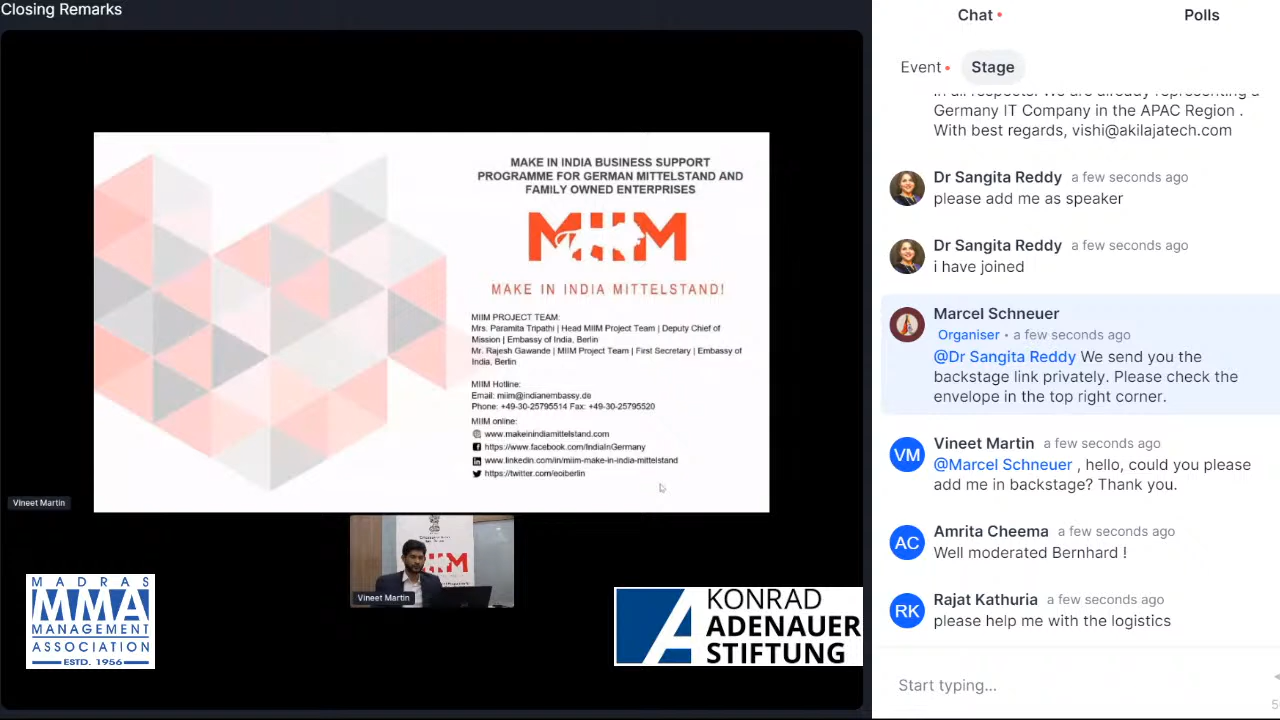 Closing Remarks
MAKE IN INDIA BUSINESS SUPPORT
PROGRAMME FOR GERMAN MITTELSTAND AND
FAMILY OWNED ENTERPRISES
MIIM
MAKE IN INDIA MITTELSTAND!
MIIM PROJECT TEAM:
Mrs. Paramita Tripathi | Head MIIM Project Team | Deputy Chief of
Mission | Embassy of India, Berlin
Mr. Rajesh Gawande | MIIM Project Team | First Secretary | Embassy of
India, Berlin
MIIM Hotline:
Email: miim@indianembassy.de
Phone: +49-30-25795514 Fax: +49-30-25795520
MIIM online:
www.makeinindiamittelstand.com
https://www.facebook.com/IndiaInGermany
www.linkedin.com/in/miim-make-in-india-mittelstand
https://twitter.com/eoiberlin
Vineet Martin
Vineet Martin
MADRAS
MMA
MANAGEMENT
ASSOCIATION
ESTD. 1956
KONRAD
ADENAUER
STIFTUNG
Chat
Polls
Event
Stage
in all respects. We are already representing a
Germany IT Company in the APAC Region .
With best regards, vishi@akilajatech.com
Dr Sangita Reddy a few seconds ago
please add me as speaker
Dr Sangita Reddy a few seconds ago
i have joined
Marcel Schneuer
Organiser • a few seconds ago
@Dr Sangita Reddy We send you the
backstage link privately. Please check the
envelope in the top right corner.
VM
Vineet Martin a few seconds ago
@Marcel Schneuer , hello, could you please
add me in backstage? Thank you.
AC
Amrita Cheema a few seconds ago
Well moderated Bernhard !
RK
Rajat Kathuria a few seconds ago
please help me with the logistics
Start typing...